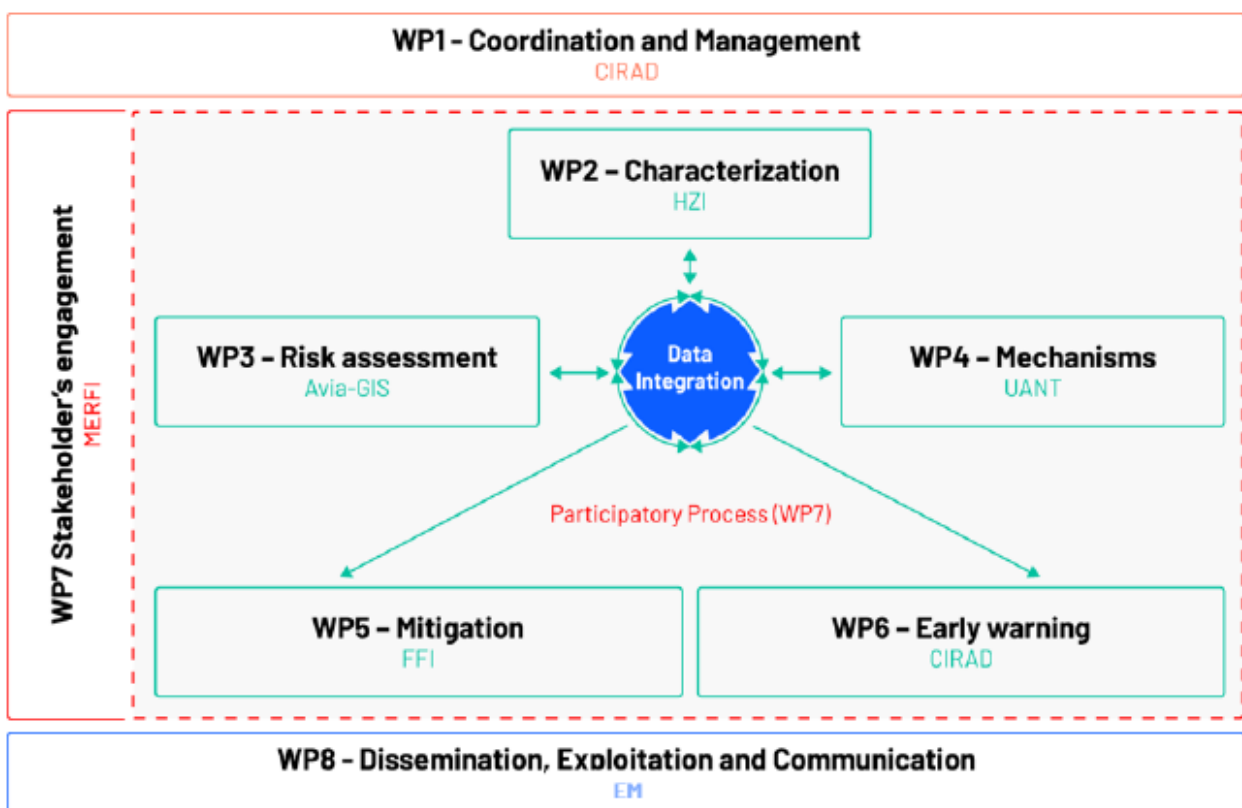 WP1 - Coordination and Management
CIRAD
WP7 Stakeholder's engagement
MERFI
WP2 – Characterization
HZI
WP3 – Risk assessment
Avia-GIS
Data
Integration
WP4 – Mechanisms
UANT
Participatory Process (WP7)
WP5 – Mitigation
FFI
WP6 – Early warning
CIRAD
WP8 - Dissemination, Exploitation and Communication
EM